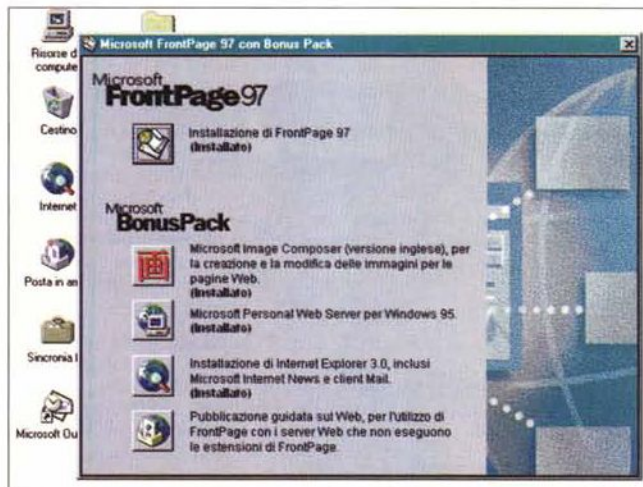 Risorse d
compute
Cestino
Internet
Posta in arr
Sincronia I
Microsoft Ou
Microsoft FrontPage 97 con Bonus Pack
Microsoft
FrontPage 97
Installazione di FrontPage 97
(Installato)
Microsoft
BonusPack
Microsoft Image Composer (versione inglese), per
la creazione e la modifica delle immagini per le
pagine Web.
(Installato)
Microsoft Personal Web Server per Windows 95.
(Installato)
Installazione di Internet Explorer 3.0, inclusi
Microsoft Internet News e client Mail.
(Installato)
Pubblicazione guidata sul Web, per l'utilizzo di
FrontPage con i server Web che non eseguono
le estensioni di FrontPage.